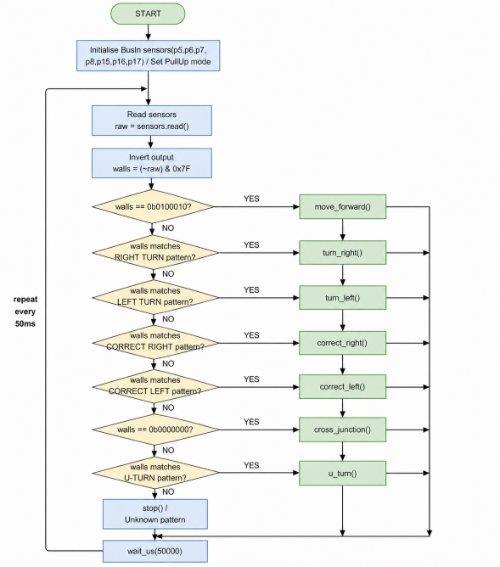 START
Initialise BusIn sensors(p5,p6,p7,
p8,p15,p16,p17) / Set PullUp mode
Read sensors
raw = sensors.read()
Invert output
walls = (~raw) & 0x7F
walls == 0b0100010?
YES
move_forward()
NO
walls matches
RIGHT TURN pattern?
YES
turn_right()
NO
walls matches
LEFT TURN pattern?
YES
turn_left()
NO
walls matches
CORRECT RIGHT pattern?
YES
correct_right()
NO
walls matches
CORRECT LEFT pattern?
YES
correct_left()
NO
walls == 0b0000000?
YES
cross_junction()
NO
walls matches
U-TURN pattern?
YES
u_turn()
NO
stop() /
Unknown pattern
wait_us(50000)
repeat
every
50ms